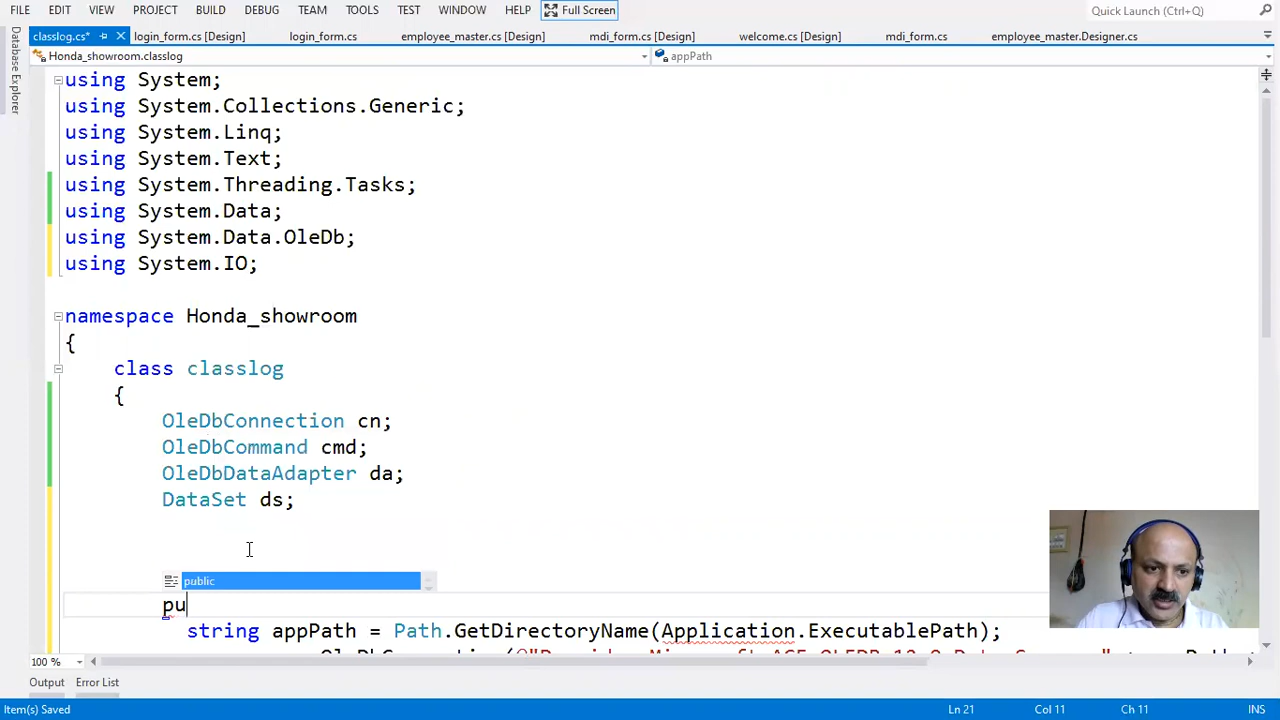 FILE EDIT VIEW PROJECT BUILD DEBUG TEAM TOOLS TEST WINDOW HELP Full Screen Quick Launch (Ctrl+Q)
classlog.cs* login_form.cs [Design] login_form.cs employee_master.cs [Design] mdi_form.cs [Design] welcome.cs [Design] mdi_form.cs employee_master.Designer.cs
Honda_showroom.classlog appPath
Database Explorer
using System;
using System.Collections.Generic;
using System.Linq;
using System.Text;
using System.Threading.Tasks;
using System.Data;
using System.Data.OleDb;
using System.IO;
namespace Honda_showroom
{
class classlog
{
OleDbConnection cn;
OleDbCommand cmd;
OleDbDataAdapter da;
DataSet ds;
public
pu
string appPath = Path.GetDirectoryName(Application.ExecutablePath);
100 %
Output Error List
Item(s) Saved Ln 21 Col 11 Ch 11 INS